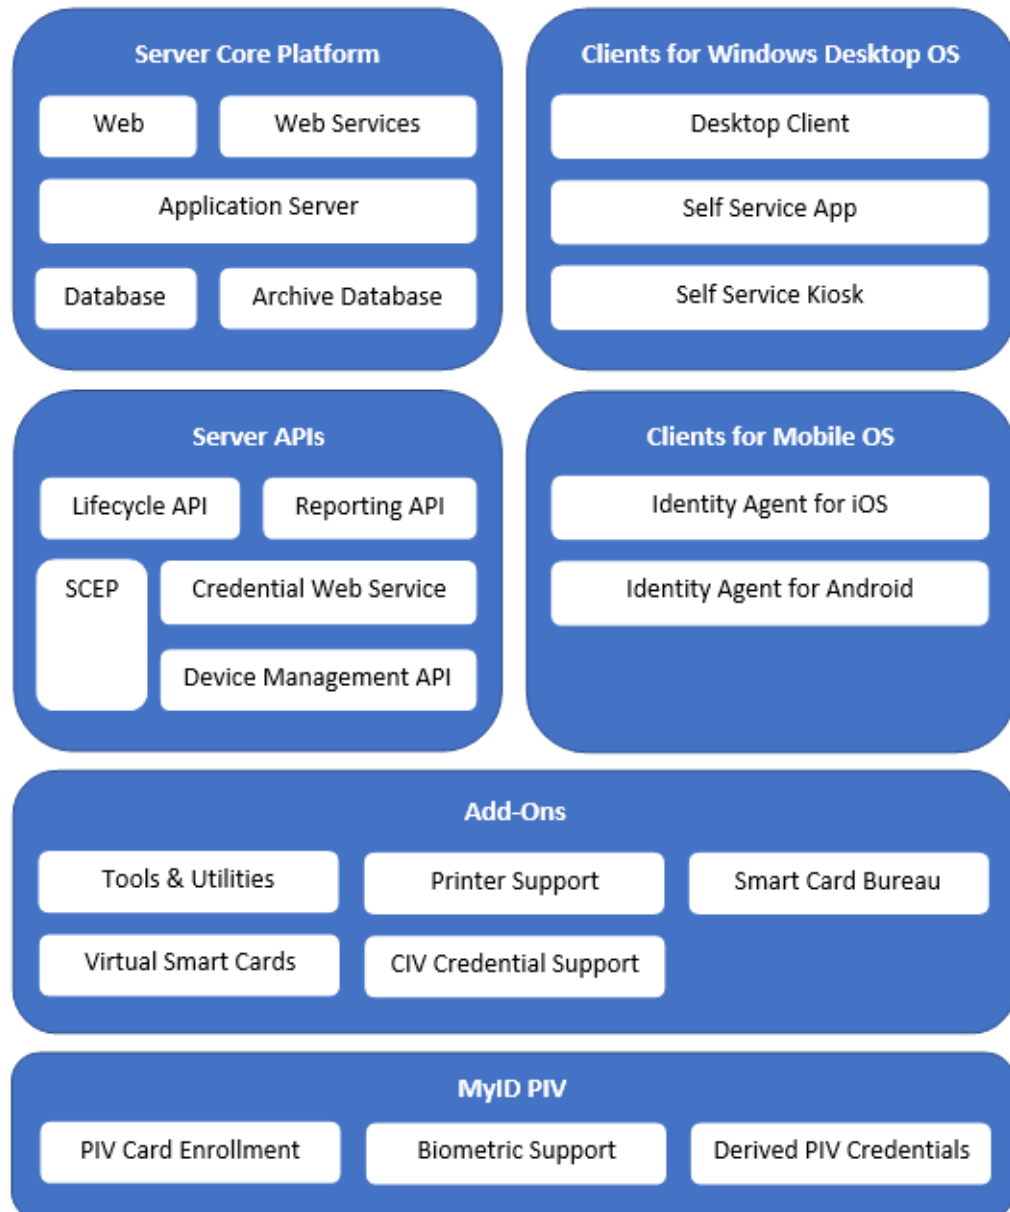 Server Core Platform
Web
Web Services
Application Server
Database
Archive Database
Clients for Windows Desktop OS
Desktop Client
Self Service App
Self Service Kiosk
Server APIs
Lifecycle API
Reporting API
SCEP
Credential Web Service
Device Management API
Clients for Mobile OS
Identity Agent for iOS
Identity Agent for Android
Add-Ons
Tools & Utilities
Printer Support
Smart Card Bureau
Virtual Smart Cards
CIV Credential Support
MyID PIV
PIV Card Enrollment
Biometric Support
Derived PIV Credentials